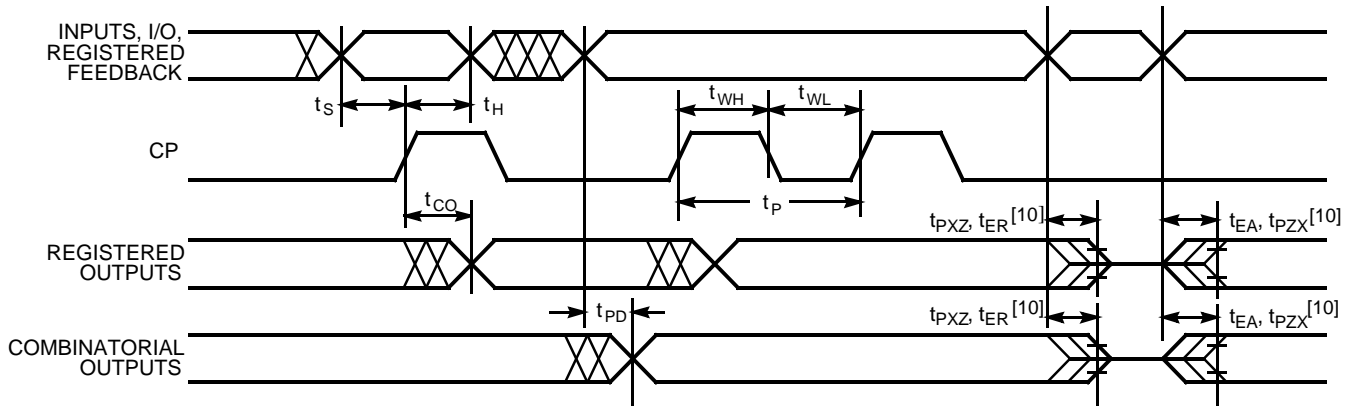 INPUTS, I/O,
REGISTERED
FEEDBACK
tS
tH
tWH
tWL
CP
tCO
tP
tPXZ, tER[10]
tEA, tPZX[10]
REGISTERED
OUTPUTS
tPD
tPXZ, tER[10]
tEA, tPZX[10]
COMBINATORIAL
OUTPUTS